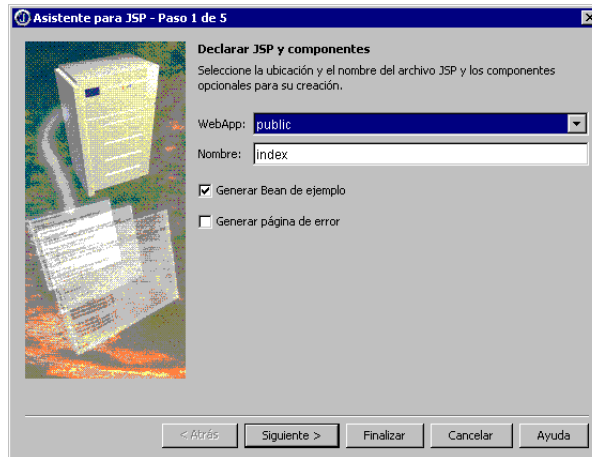 Asistente para JSP - Paso 1 de 5
Declarar JSP y componentes
Seleccione la ubicación y el nombre del archivo JSP y los componentes
opcionales para su creación.
WebApp: public
Nombre: index
Generar Bean de ejemplo
Generar página de error
< Atrás Siguiente > Finalizar Cancelar Ayuda